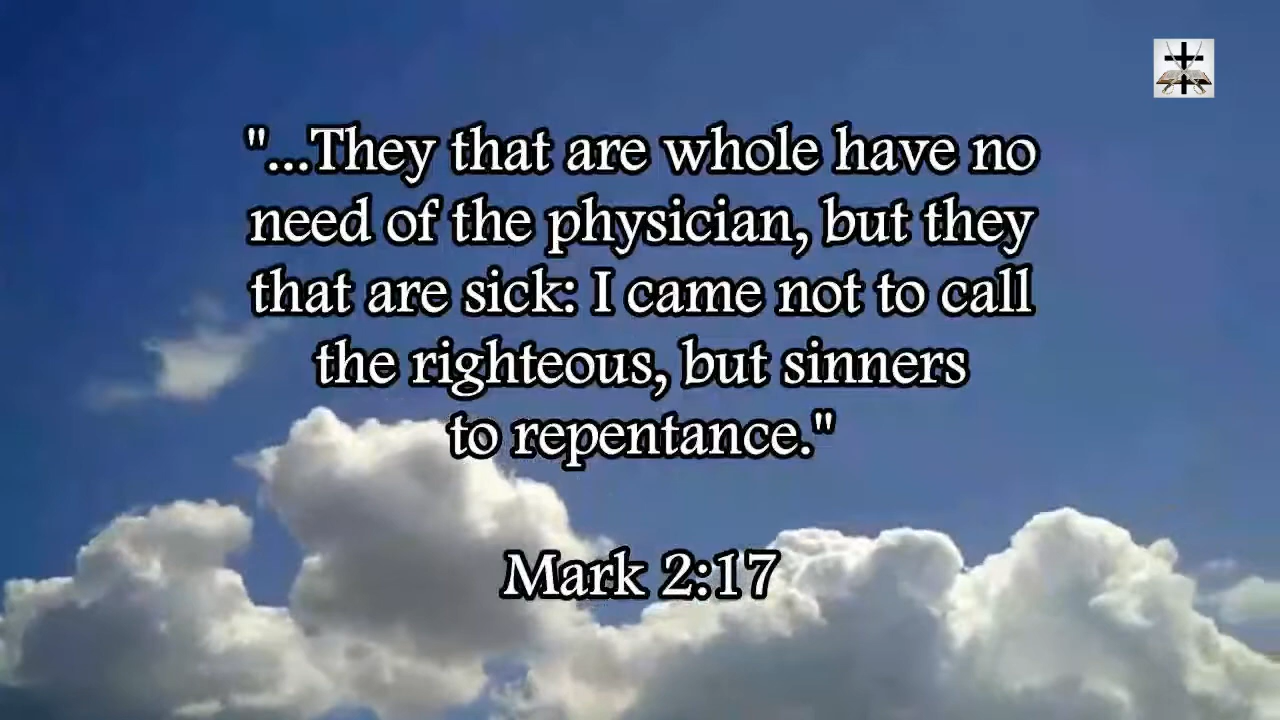 "...They that are whole have no
need of the physician, but they
that are sick: I came not to call
the righteous, but sinners
to repentance."
Mark 2:17